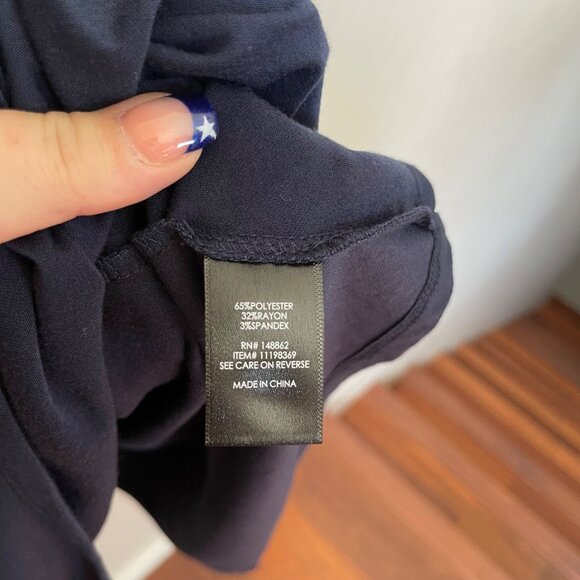 65%POLYESTER
32%RAYON
3%SPANDEX
RN# 148862
ITEM# 11198369
SEE CARE ON REVERSE
MADE IN CHINA